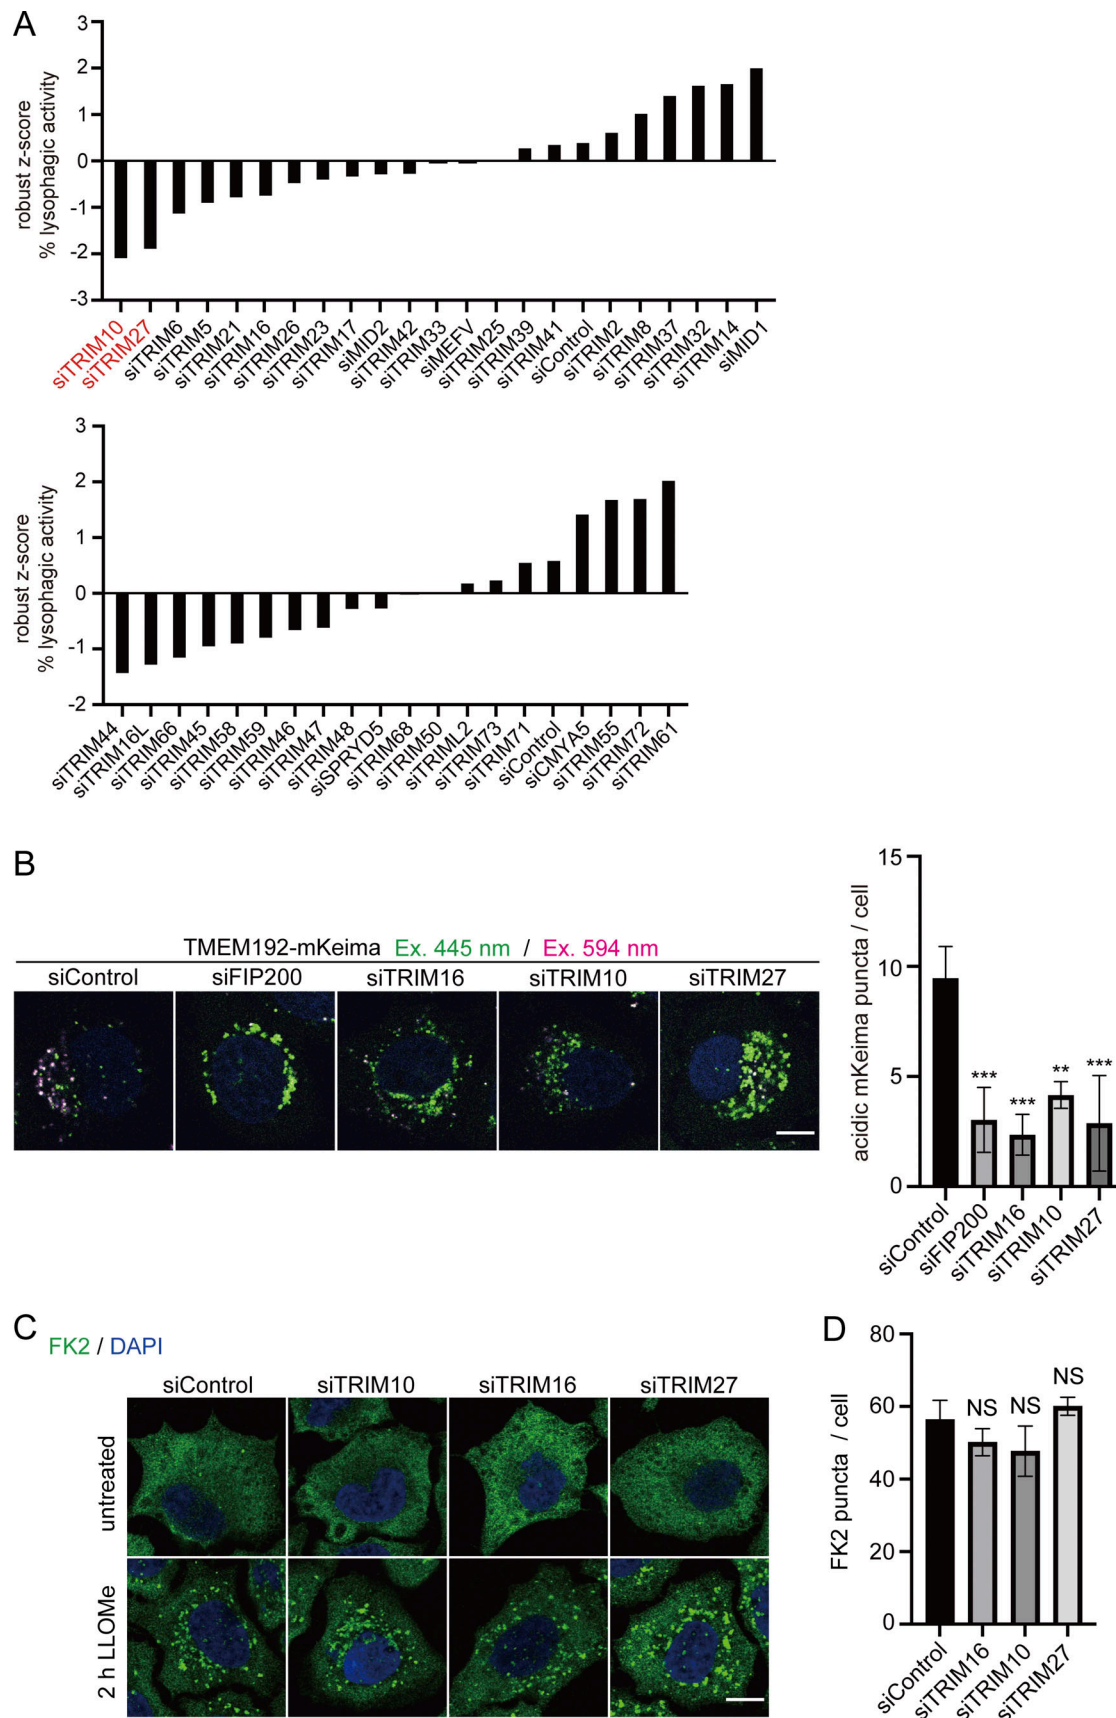 A
robust z-score
% lysophagic activity
3
2
1
0
-1
-2
-3
siTRIM10
siTRIM27
siTRIM6
siTRIM5
siTRIM21
siTRIM16
siTRIM26
siTRIM23
siTRIM17
siMID2
siTRIM42
siTRIM33
siMEFV
siTRIM25
siTRIM39
siTRIM41
siControl
siTRIM2
siTRIM8
siTRIM37
siTRIM32
siTRIM14
siMID1
robust z-score
% lysophagic activity
3
2
1
0
-1
-2
siTRIM44
siTRIM16L
siTRIM66
siTRIM45
siTRIM58
siTRIM59
siTRIM46
siTRIM47
siTRIM48
siSPRYD5
siTRIM68
siTRIM50
siTRIML2
siTRIM73
siTRIM71
siControl
siCMYA5
siTRIM55
siTRIM72
siTRIM61
B
TMEM192-mKeima Ex. 445 nm / Ex. 594 nm
siControl siFIP200 siTRIM16 siTRIM10 siTRIM27
acidic mKeima puncta / cell
15
10
5
0
*** *** ** ***
siControl
siFIP200
siTRIM16
siTRIM10
siTRIM27
C
FK2 / DAPI
siControl siTRIM10 siTRIM16 siTRIM27
untreated
2 h LLOMe
D
FK2 puncta / cell
80
60
40
20
0
NS NS NS
siControl
siTRIM16
siTRIM10
siTRIM27